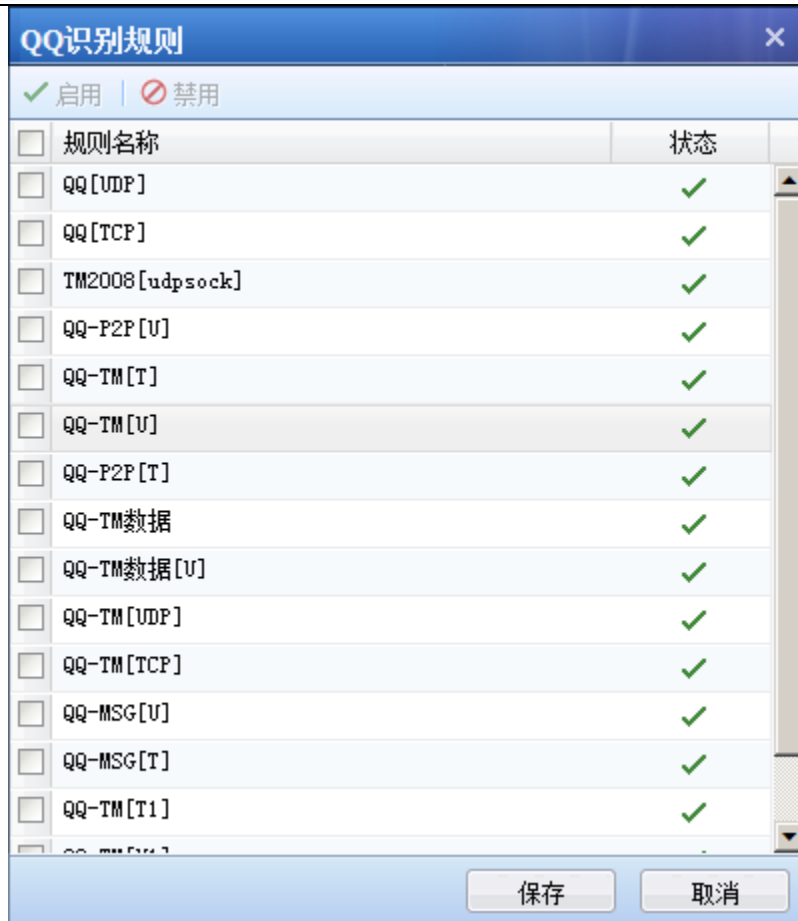 QQ识别规则
启用 禁用
规则名称 状态
QQ[UDP]
QQ[TCP]
TM2008[udpsock]
QQ-P2P[U]
QQ-TM[T]
QQ-TM[U]
QQ-P2P[T]
QQ-TM数据
QQ-TM数据[U]
QQ-TM[UDP]
QQ-TM[TCP]
QQ-MSG[U]
QQ-MSG[T]
QQ-TM[T1]
保存 取消